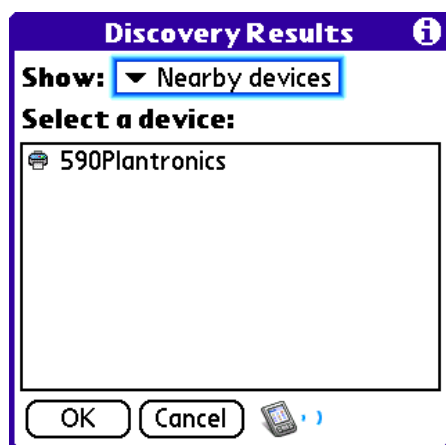 Discovery Results i
Show: Nearby devices
Select a device:
590Plantronics
OK Cancel